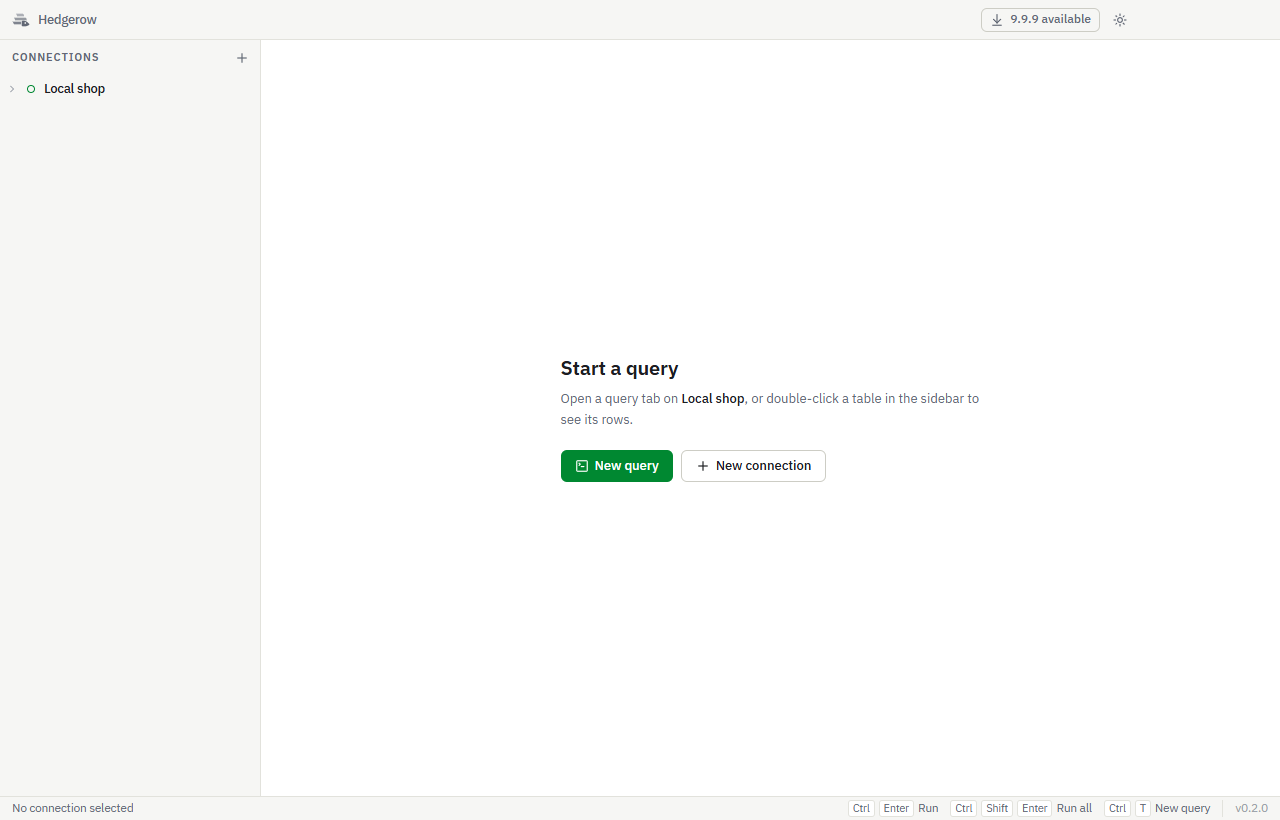 Hedgerow
9.9.9 available
CONNECTIONS
Local shop
Start a query
Open a query tab on Local shop, or double-click a table in the sidebar to
see its rows.
New query
New connection
No connection selected
Ctrl Enter Run Ctrl Shift Enter Run all Ctrl T New query v0.2.0